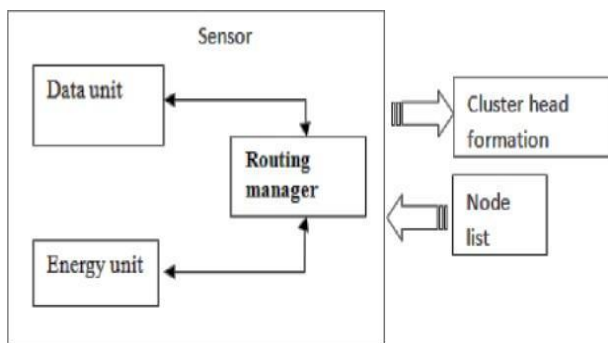 Sensor
Data unit
Cluster head
formation
Routing
manager
Node
list
Energy unit